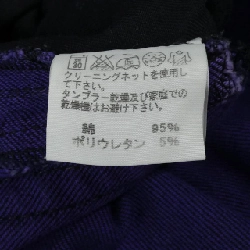 クリーニングネットを使用し
て下さい。
タンブラー乾燥及び家庭での
乾燥はお避け下さい。
綿 95%
ポリウレタン 5%